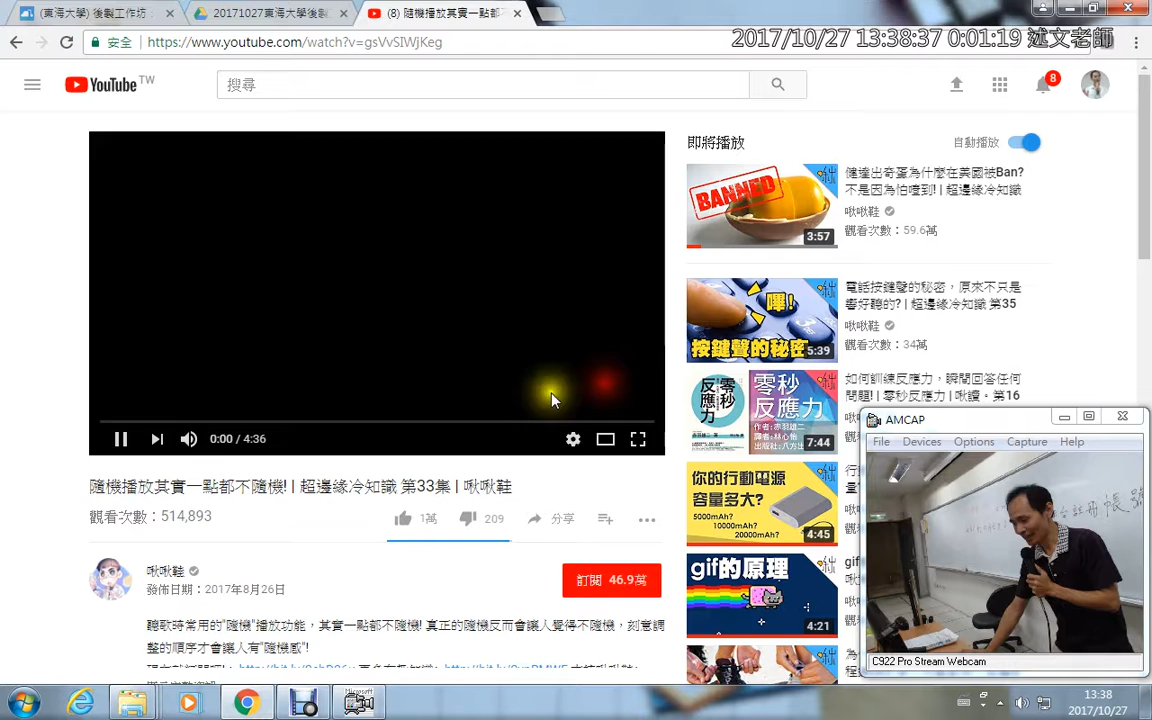 (東海大學) 後製工作坊
20171027東海大學後製
(8) 隨機播放其實一點都不
安全
https://www.youtube.com/watch?v=gsVvSIWjKeg
2017/10/27 13:38:37 0:01:19 述文老師
YouTube TW
搜尋
8
即將播放
自動播放
BANNED
3:57
健達出奇蛋為什麼在美國被Ban?
不是因為怕噎到! | 超邊緣冷知識
啾啾鞋
觀看次數：59.6萬
嗶!
按鍵聲的秘密
5:39
電話按鍵聲的秘密，原來不只是
響好聽的? | 超邊緣冷知識 第35
啾啾鞋
觀看次數：34萬
零秒
反應力
零秒
反應力
作者:赤羽雄二
7:44
如何訓練反應力，瞬間回答任何
問題! | 零秒反應力 | 啾讀。第16
你的行動電源
容量多大?
5000mAh?
10000mAh?
20000mAh?
4:45
gif的原理
4:21
0:00 / 4:36
隨機播放其實一點都不隨機! | 超邊緣冷知識 第33集 | 啾啾鞋
觀看次數：514,893
1萬
209
分享
啾啾鞋
發佈日期：2017年8月26日
訂閱 46.9萬
聽歌時常用的"隨機"播放功能，其實一點都不隨機! 真正的隨機反而會讓人覺得不隨機，刻意調
整的順序才會讓人有"隨機感"!
AMCAP
File Devices Options Capture Help
C922 Pro Stream Webcam
13:38
2017/10/27